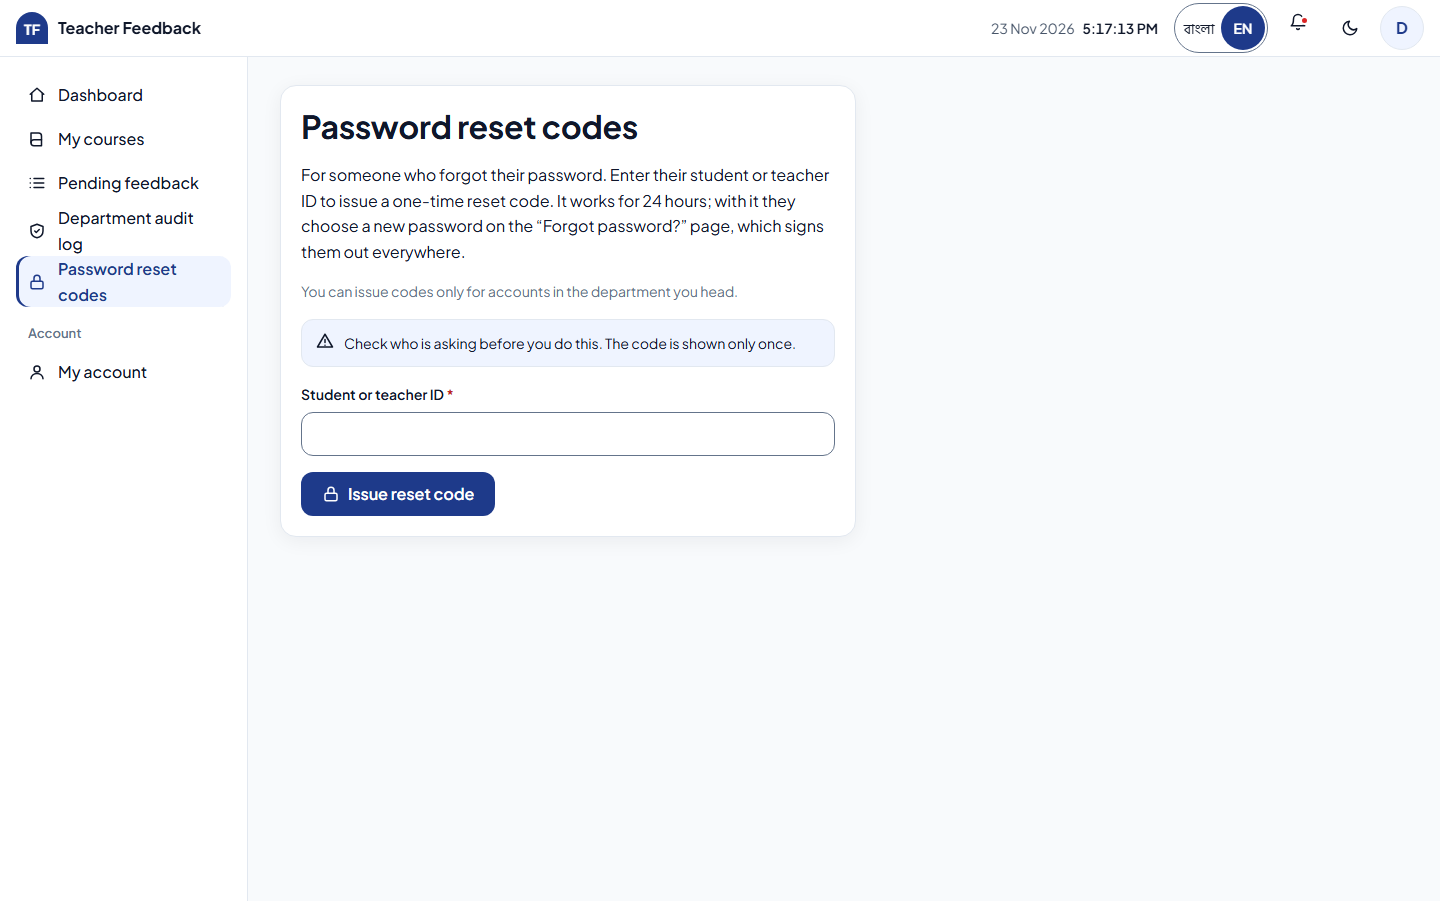 TF Teacher Feedback
23 Nov 2026 5:17:13 PM
বাংলা EN
D
Dashboard
My courses
Pending feedback
Department audit
log
Password reset
codes
Account
My account
Password reset codes
For someone who forgot their password. Enter their student or teacher
ID to issue a one-time reset code. It works for 24 hours; with it they
choose a new password on the “Forgot password?” page, which signs
them out everywhere.
You can issue codes only for accounts in the department you head.
Check who is asking before you do this. The code is shown only once.
Student or teacher ID *
Issue reset code